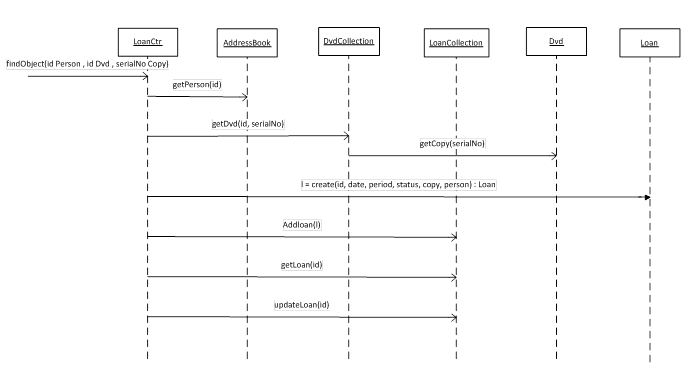 LoanCtr
AddressBook
DvdCollection
LoanCollection
Dvd
Loan
findObject(id Person , id Dvd , serialNo Copy)
getPerson(id)
getDvd(id, serialNo)
getCopy(serialNo)
l = create(id, date, period, status, copy, person) : Loan
Addloan(l)
getLoan(id)
updateLoan(id)